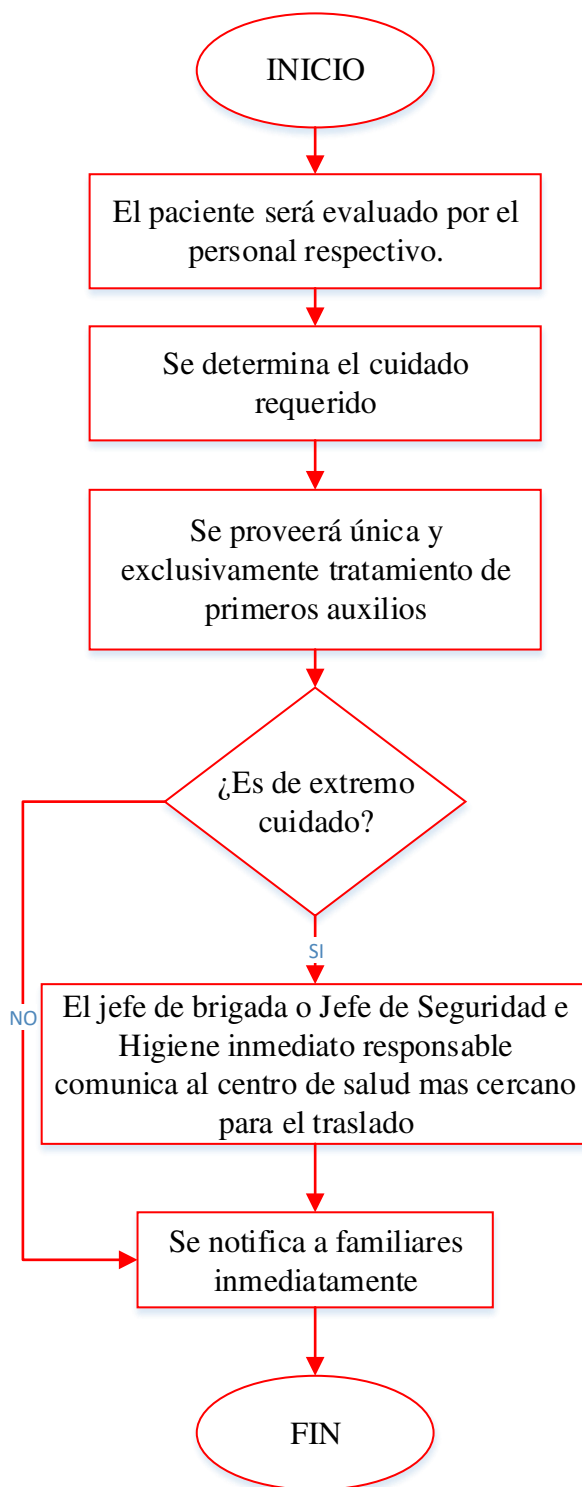 INICIO
El paciente será evaluado por el
personal respectivo.
Se determina el cuidado
requerido
Se proveerá única y
exclusivamente tratamiento de
primeros auxilios
¿Es de extremo
cuidado?
SI
NO
El jefe de brigada o Jefe de Seguridad e
Higiene inmediato responsable
comunica al centro de salud mas cercano
para el traslado
Se notifica a familiares
inmediatamente
FIN